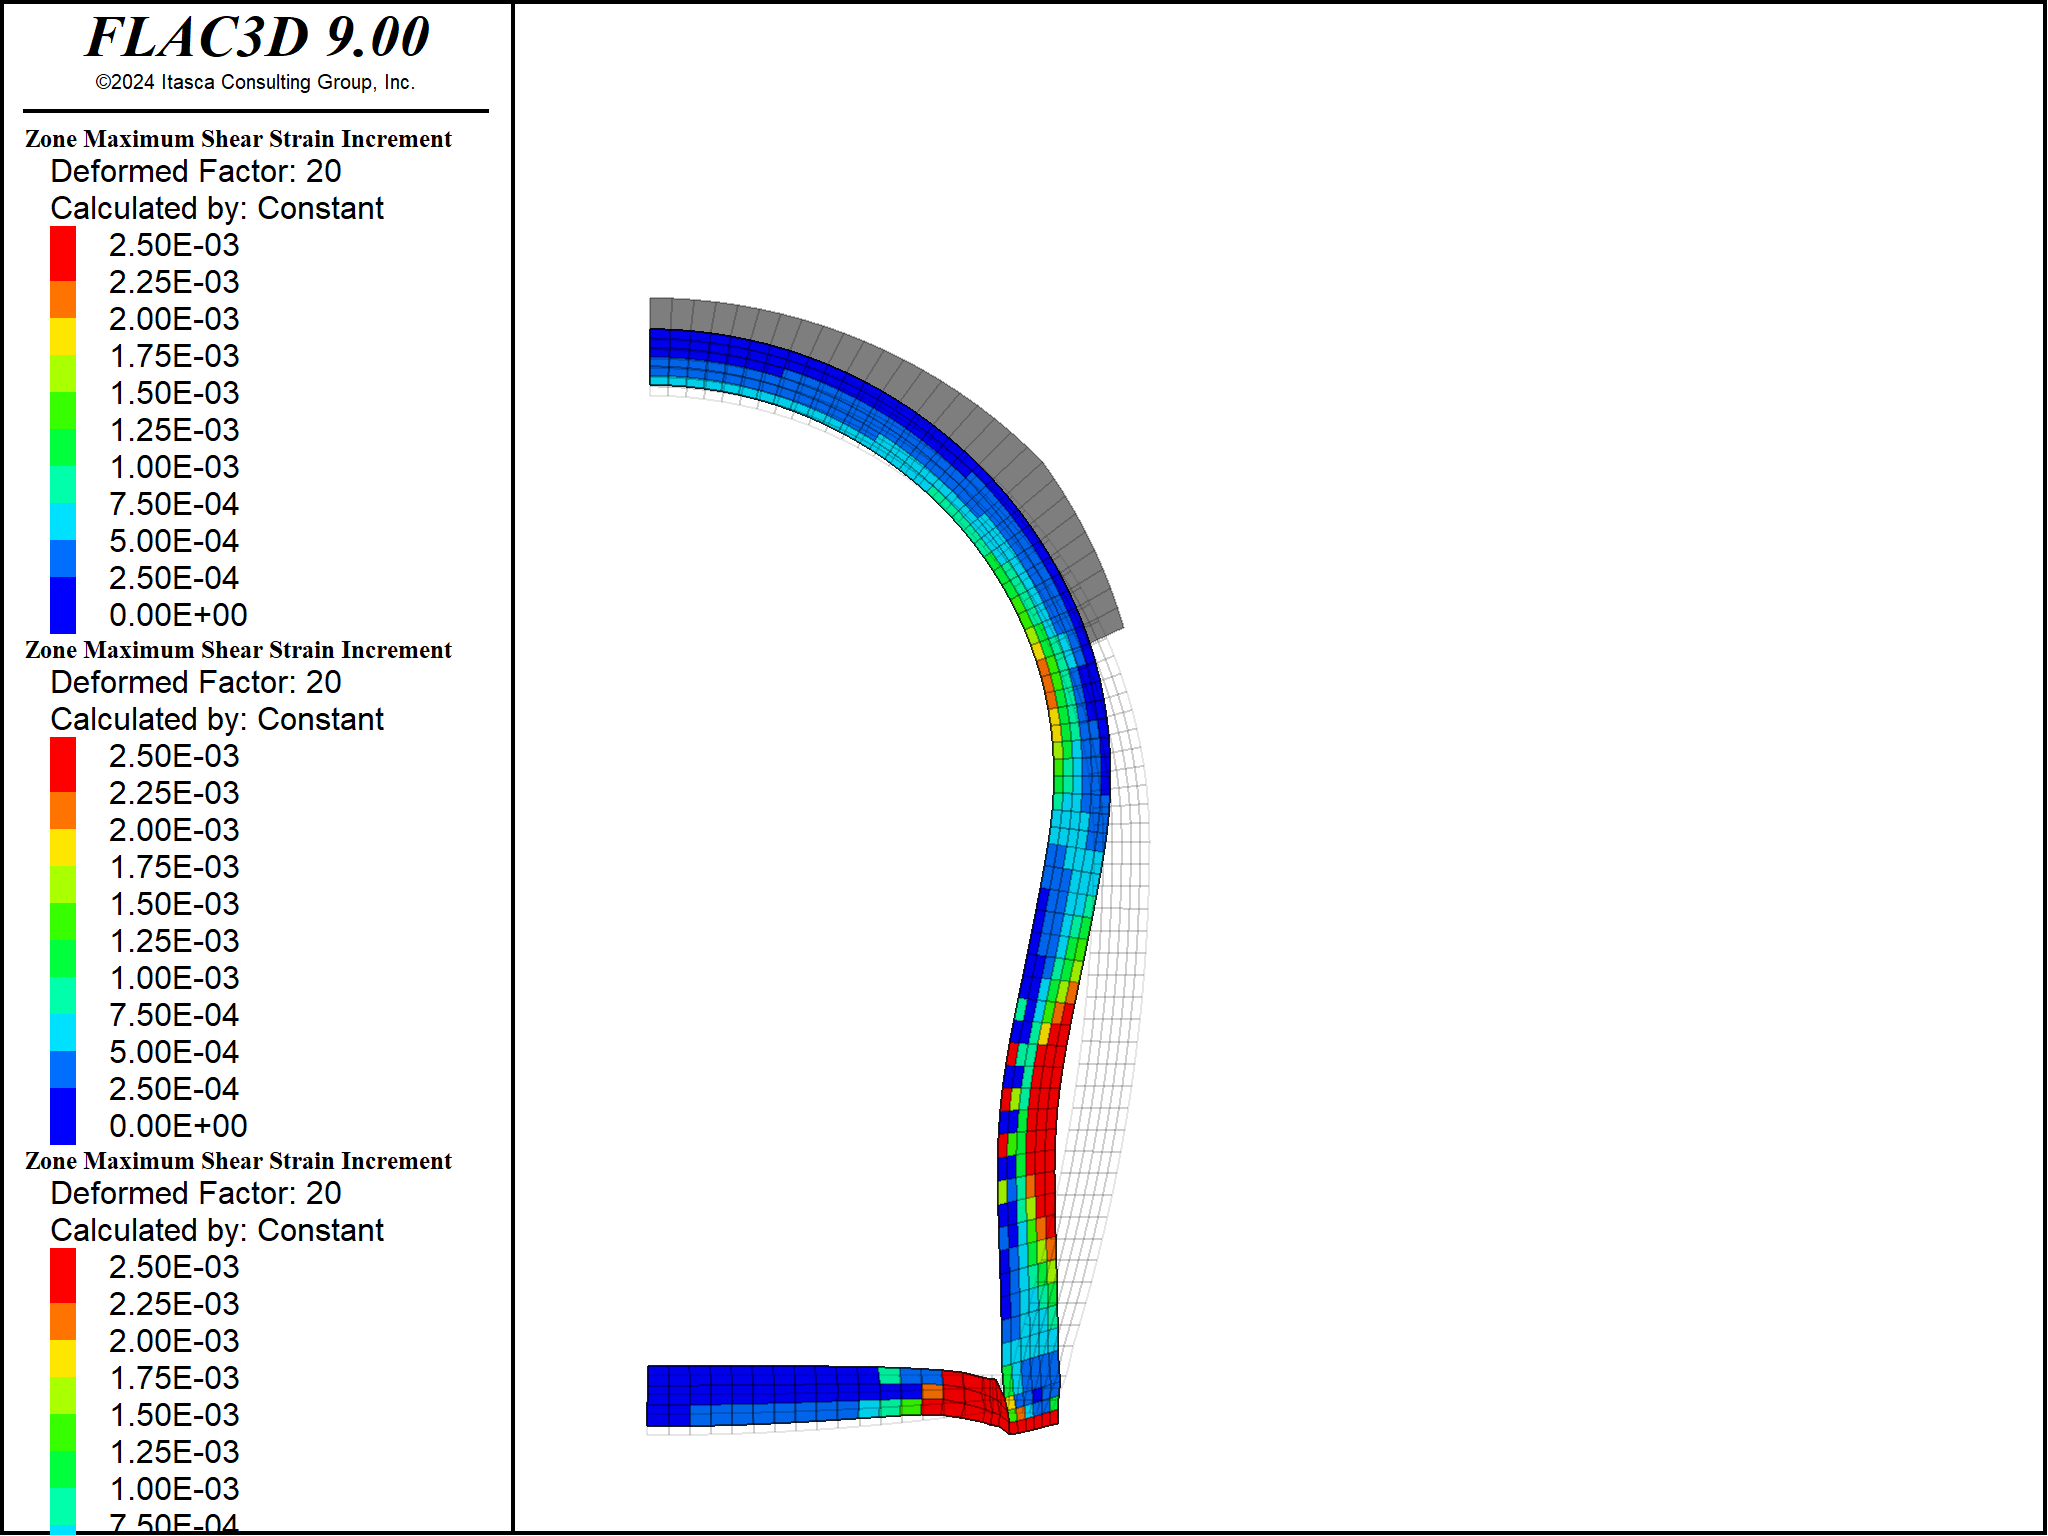 FLAC3D 9.00
©2024 Itasca Consulting Group, Inc.
Zone Maximum Shear Strain Increment
Deformed Factor: 20
Calculated by: Constant
2.50E-03
2.25E-03
2.00E-03
1.75E-03
1.50E-03
1.25E-03
1.00E-03
7.50E-04
5.00E-04
2.50E-04
0.00E+00
Zone Maximum Shear Strain Increment
Deformed Factor: 20
Calculated by: Constant
2.50E-03
2.25E-03
2.00E-03
1.75E-03
1.50E-03
1.25E-03
1.00E-03
7.50E-04
5.00E-04
2.50E-04
0.00E+00
Zone Maximum Shear Strain Increment
Deformed Factor: 20
Calculated by: Constant
2.50E-03
2.25E-03
2.00E-03
1.75E-03
1.50E-03
1.25E-03
1.00E-03
7.50E-04